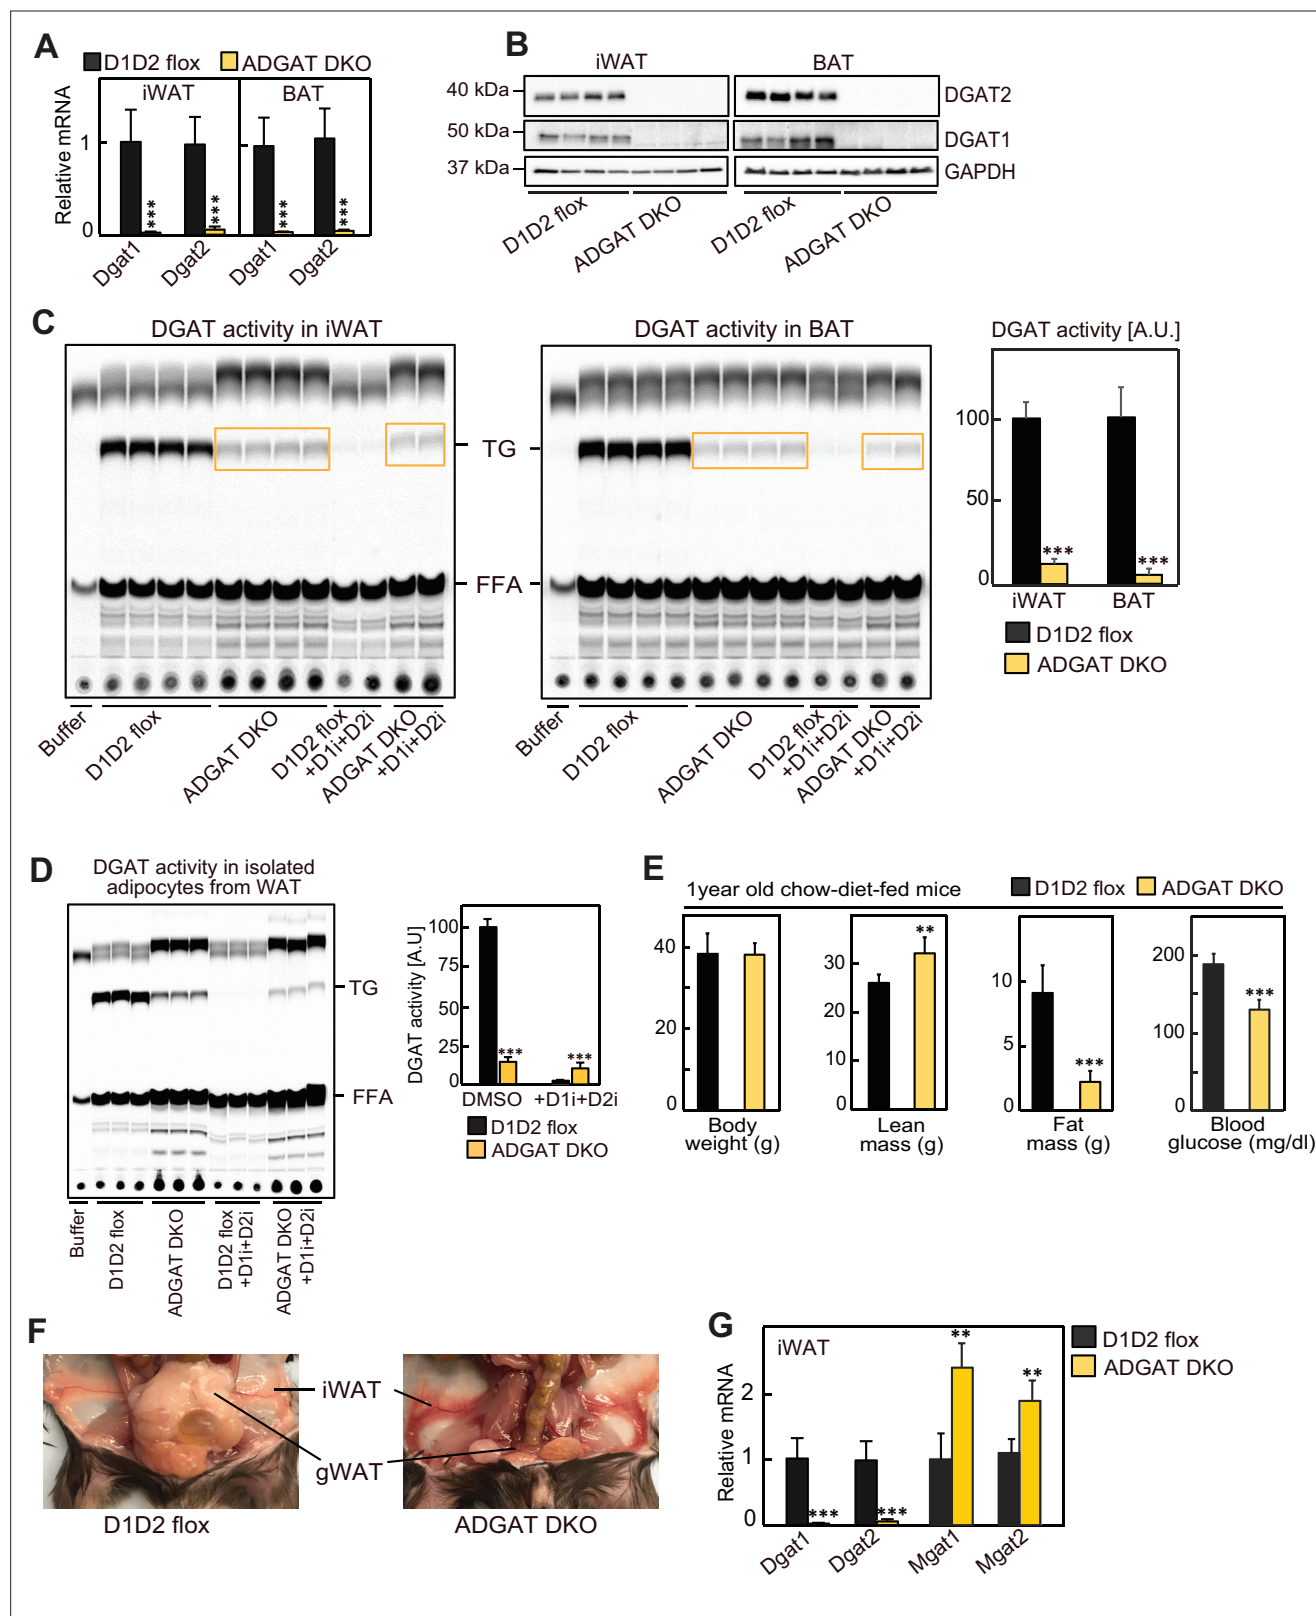 A
D1D2 flox
ADGAT DKO
Relative mRNA
iWAT
BAT
1
0
***
***
***
***
Dgat1
Dgat2
Dgat1
Dgat2
B
iWAT
BAT
40 kDa
DGAT2
50 kDa
DGAT1
37 kDa
GAPDH
D1D2 flox
ADGAT DKO
D1D2 flox
ADGAT DKO
C
DGAT activity in iWAT
DGAT activity in BAT
DGAT activity [A.U.]
TG
FFA
Buffer
D1D2 flox
ADGAT DKO
D1D2 flox
+D1i+D2i
ADGAT DKO
+D1i+D2i
Buffer
D1D2 flox
ADGAT DKO
D1D2 flox
+D1i+D2i
ADGAT DKO
+D1i+D2i
100
50
0
***
***
iWAT
BAT
D1D2 flox
ADGAT DKO
D
DGAT activity in isolated
adipocytes from WAT
TG
FFA
Buffer
D1D2 flox
ADGAT DKO
D1D2 flox
+D1i+D2i
ADGAT DKO
+D1i+D2i
DGAT activity [A.U]
100
75
50
25
0
***
***
DMSO
+D1i+D2i
D1D2 flox
ADGAT DKO
E
1year old chow-diet-fed mice
D1D2 flox
ADGAT DKO
40
20
0
Body
weight (g)
30
20
10
0
**
Lean
mass (g)
10
5
0
***
Fat
mass (g)
200
100
0
***
Blood
glucose (mg/dl)
F
iWAT
gWAT
D1D2 flox
ADGAT DKO
G
iWAT
D1D2 flox
ADGAT DKO
Relative mRNA
2
1
0
***
***
**
**
Dgat1
Dgat2
Mgat1
Mgat2